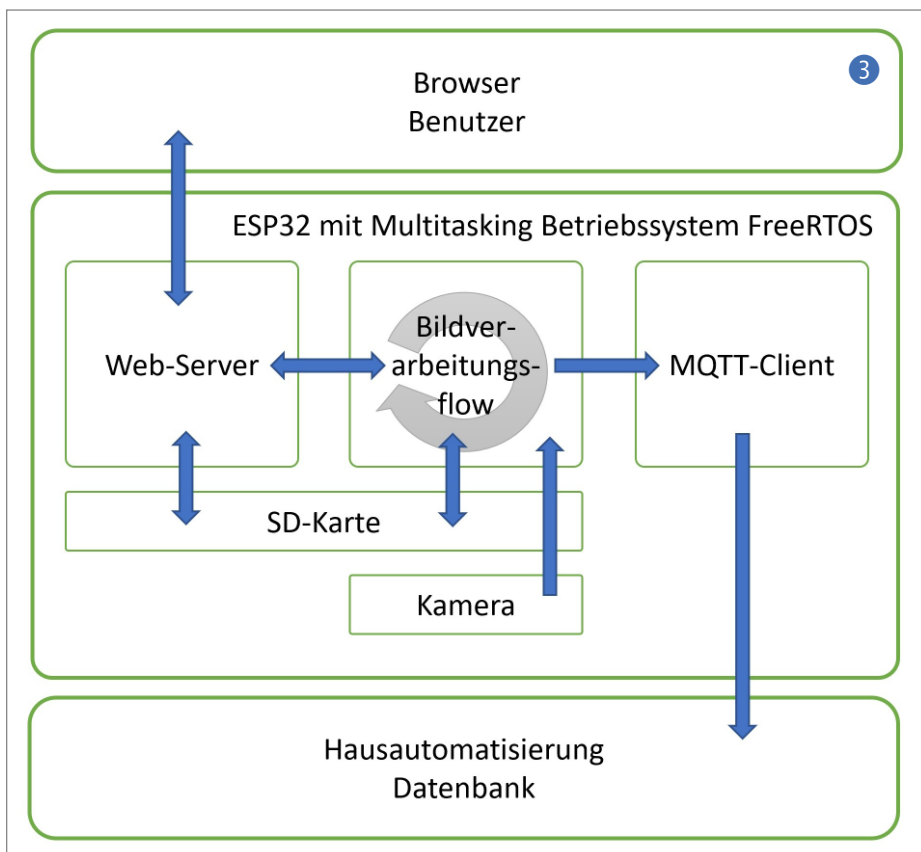 3
Browser
Benutzer
ESP32 mit Multitasking Betriebssystem FreeRTOS
Web-Server
Bildver-
arbeitungs-
flow
MQTT-Client
SD-Karte
Kamera
Hausautomatisierung
Datenbank